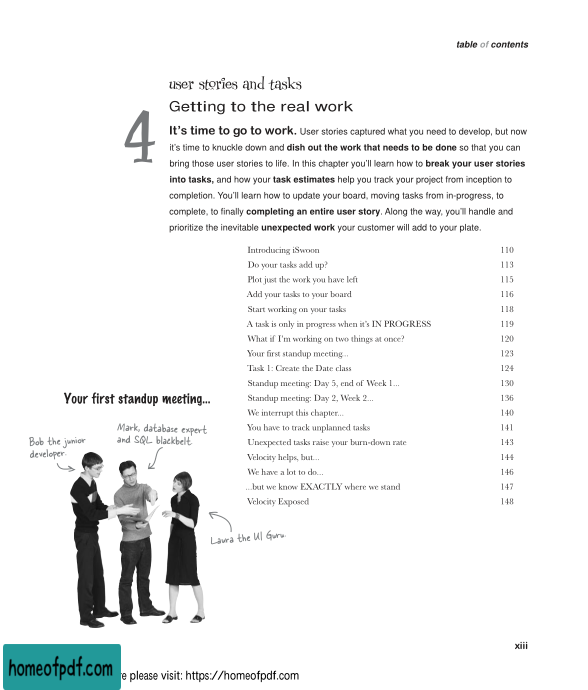 table of contents
user stories and tasks
Getting to the real work
4
It's time to go to work. User stories captured what you need to develop, but now
it's time to knuckle down and dish out the work that needs to be done so that you can
bring those user stories to life. In this chapter you'll learn how to break your user stories
into tasks, and how your task estimates help you track your project from inception to
completion. You'll learn how to update your board, moving tasks from in-progress, to
complete, to finally completing an entire user story. Along the way, you'll handle and
prioritize the inevitable unexpected work your customer will add to your plate.
Introducing iSwoon 110
Do your tasks add up? 113
Plot just the work you have left 115
Add your tasks to your board 116
Start working on your tasks 118
A task is only in progress when it's IN PROGRESS 119
What if I'm working on two things at once? 120
Your first standup meeting... 123
Task 1: Create the Date class 124
Standup meeting: Day 5, end of Week 1... 130
Standup meeting: Day 2, Week 2... 136
We interrupt this chapter... 140
You have to track unplanned tasks 141
Unexpected tasks raise your burn-down rate 143
Velocity helps, but... 144
We have a lot to do... 146
...but we know EXACTLY where we stand 147
Velocity Exposed 148
Your first standup meeting...
Bob the junior
developer.
Mark, database expert
and SQL blackbelt
Laura the UI Guru.
xiii
homeofpdf.com
please visit: https://homeofpdf.com